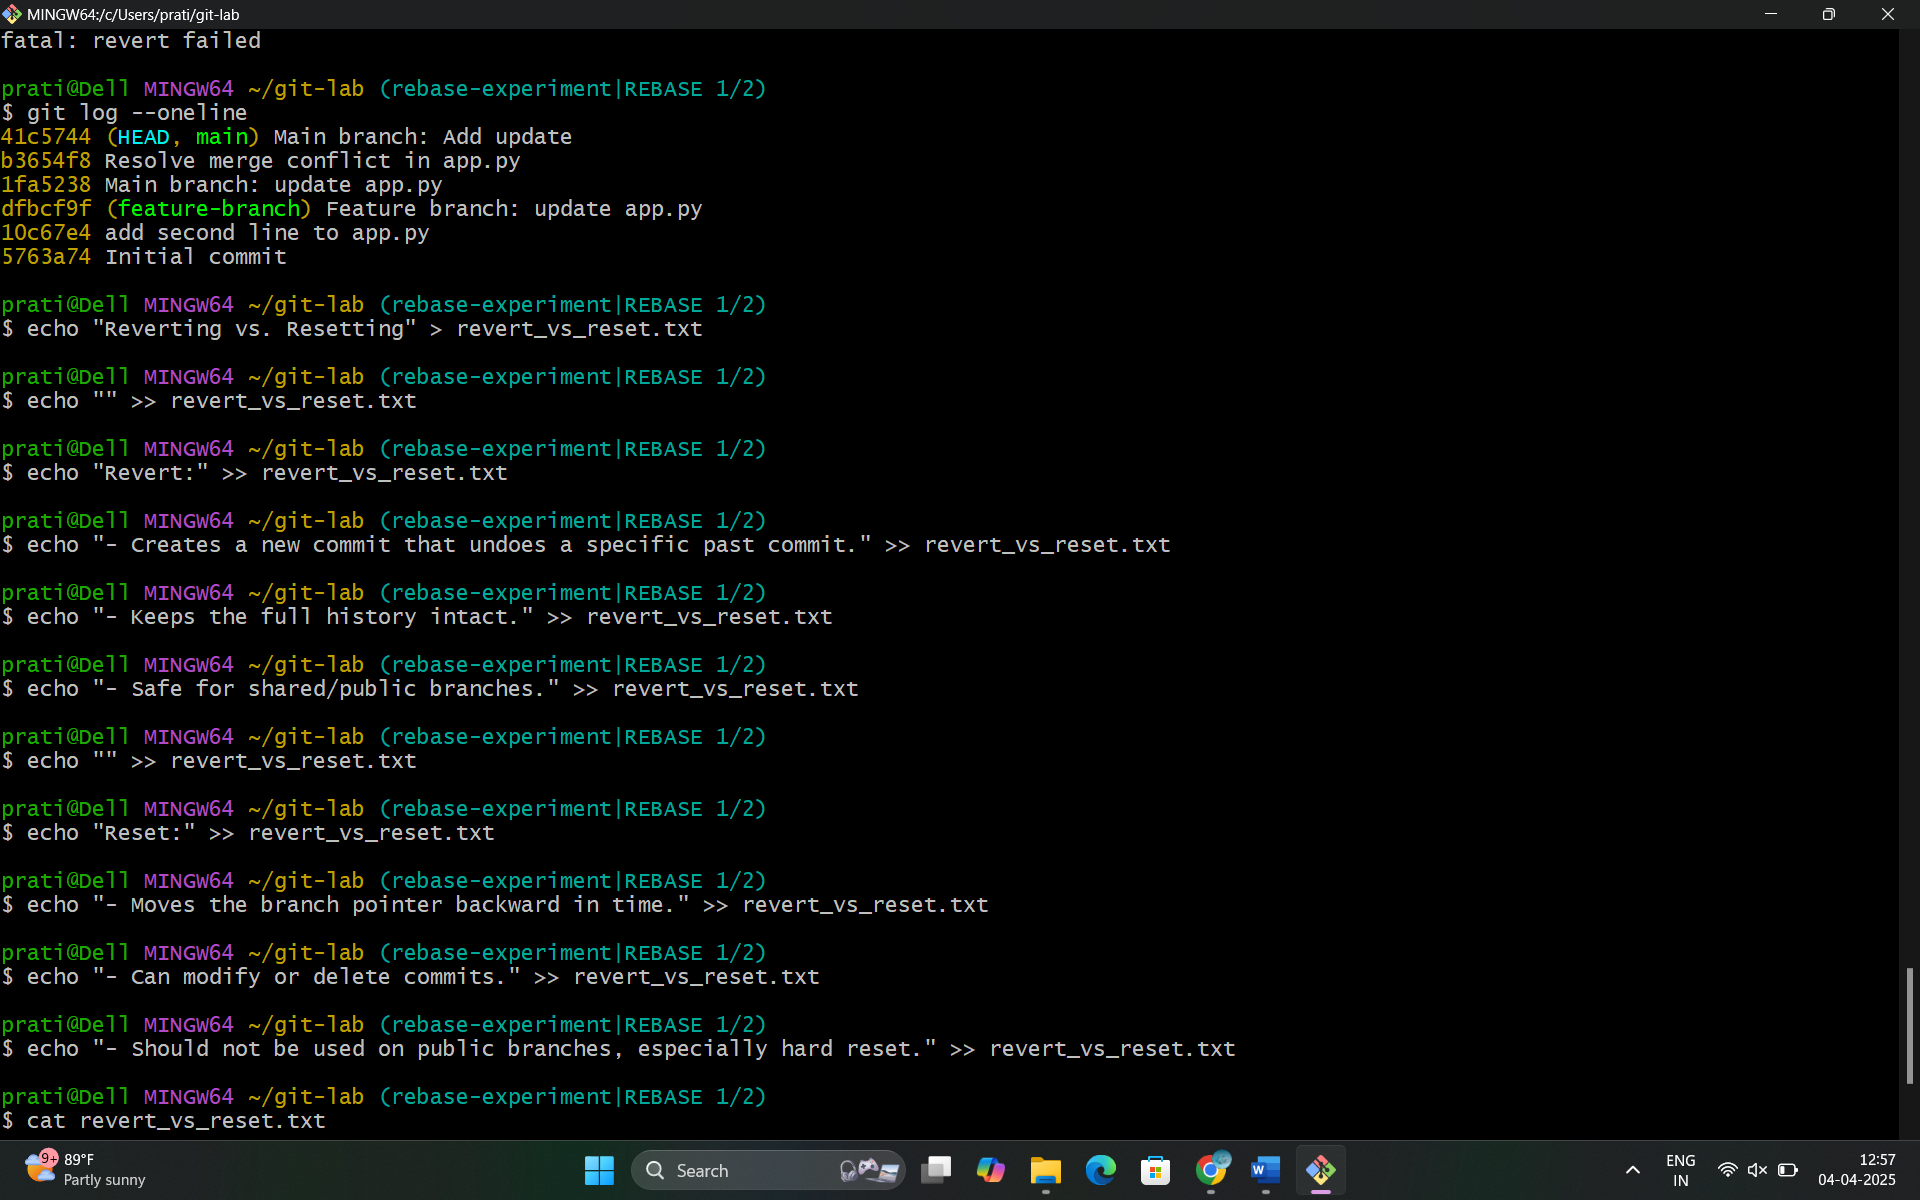 MINGW64:/c/Users/prati/git-lab
fatal: revert failed
prati@Dell MINGW64 ~/git-lab (rebase-experiment|REBASE 1/2)
$ git log --oneline
41c5744 (HEAD, main) Main branch: Add update
b3654f8 Resolve merge conflict in app.py
1fa5238 Main branch: update app.py
dfbcf9f (feature-branch) Feature branch: update app.py
10c67e4 add second line to app.py
5763a74 Initial commit
prati@Dell MINGW64 ~/git-lab (rebase-experiment|REBASE 1/2)
$ echo "Reverting vs. Resetting" > revert_vs_reset.txt
prati@Dell MINGW64 ~/git-lab (rebase-experiment|REBASE 1/2)
$ echo "" >> revert_vs_reset.txt
prati@Dell MINGW64 ~/git-lab (rebase-experiment|REBASE 1/2)
$ echo "Revert:" >> revert_vs_reset.txt
prati@Dell MINGW64 ~/git-lab (rebase-experiment|REBASE 1/2)
$ echo "- Creates a new commit that undoes a specific past commit." >> revert_vs_reset.txt
prati@Dell MINGW64 ~/git-lab (rebase-experiment|REBASE 1/2)
$ echo "- Keeps the full history intact." >> revert_vs_reset.txt
prati@Dell MINGW64 ~/git-lab (rebase-experiment|REBASE 1/2)
$ echo "- Safe for shared/public branches." >> revert_vs_reset.txt
prati@Dell MINGW64 ~/git-lab (rebase-experiment|REBASE 1/2)
$ echo "" >> revert_vs_reset.txt
prati@Dell MINGW64 ~/git-lab (rebase-experiment|REBASE 1/2)
$ echo "Reset:" >> revert_vs_reset.txt
prati@Dell MINGW64 ~/git-lab (rebase-experiment|REBASE 1/2)
$ echo "- Moves the branch pointer backward in time." >> revert_vs_reset.txt
prati@Dell MINGW64 ~/git-lab (rebase-experiment|REBASE 1/2)
$ echo "- Can modify or delete commits." >> revert_vs_reset.txt
prati@Dell MINGW64 ~/git-lab (rebase-experiment|REBASE 1/2)
$ echo "- Should not be used on public branches, especially hard reset." >> revert_vs_reset.txt
prati@Dell MINGW64 ~/git-lab (rebase-experiment|REBASE 1/2)
$ cat revert_vs_reset.txt
9+
89°F
Partly sunny
Search
W
ENG
IN
12:57
04-04-2025